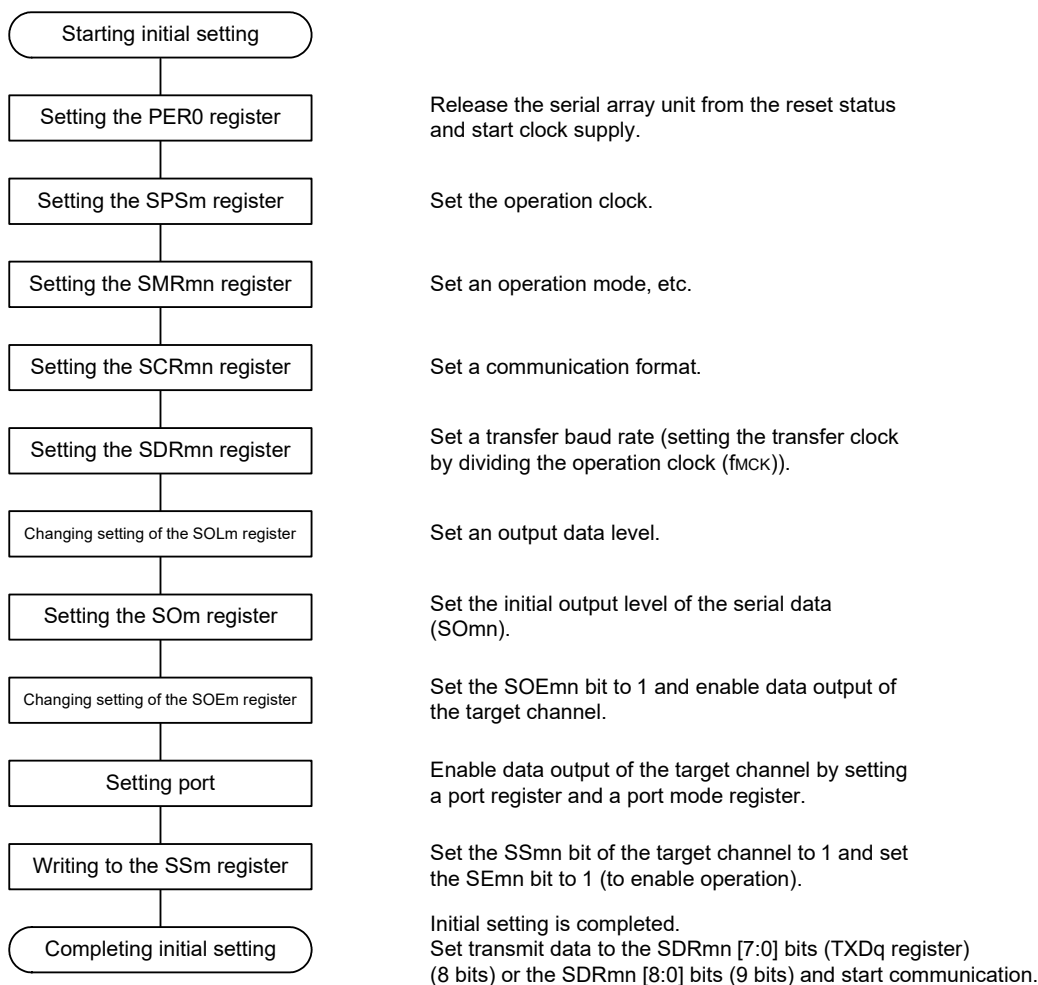 Starting initial setting
Setting the PER0 register
Release the serial array unit from the reset status
and start clock supply.
Setting the SPSm register
Set the operation clock.
Setting the SMRmn register
Set an operation mode, etc.
Setting the SCRmn register
Set a communication format.
Setting the SDRmn register
Set a transfer baud rate (setting the transfer clock
by dividing the operation clock (fMCK)).
Changing setting of the SOLm register
Set an output data level.
Setting the SOm register
Set the initial output level of the serial data
(SOmn).
Changing setting of the SOEm register
Set the SOEmn bit to 1 and enable data output of
the target channel.
Setting port
Enable data output of the target channel by setting
a port register and a port mode register.
Writing to the SSm register
Set the SSmn bit of the target channel to 1 and set
the SEmn bit to 1 (to enable operation).
Completing initial setting
Initial setting is completed.
Set transmit data to the SDRmn [7:0] bits (TXDq register)
(8 bits) or the SDRmn [8:0] bits (9 bits) and start communication.